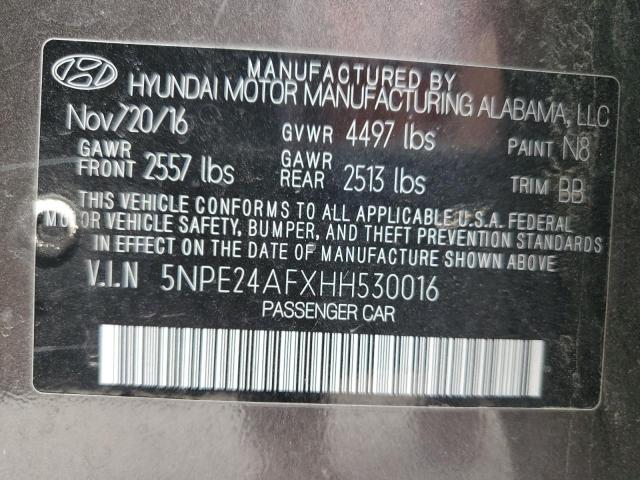 MANUFACTURED BY
HYUNDAI MOTOR MANUFACTURING ALABAMA, LLC
Nov/20/16 GVWR 4497 lbs PAINT N8
GAWR FRONT 2557 lbs GAWR REAR 2513 lbs TRIM BB
THIS VEHICLE CONFORMS TO ALL APPLICABLE U.S.A. FEDERAL
MOTOR VEHICLE SAFETY, BUMPER, AND THEFT PREVENTION STANDARDS
IN EFFECT ON THE DATE OF MANUFACTURE SHOWN ABOVE
V.I.N 5NPE24AFXHH530016
PASSENGER CAR